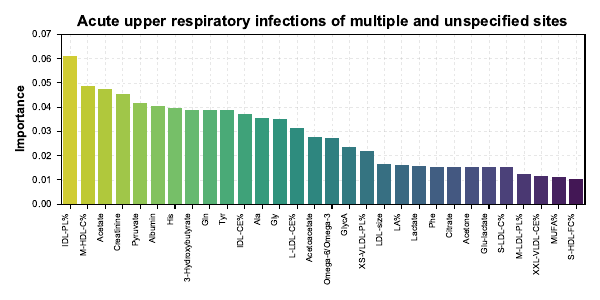 Acute upper respiratory infections of multiple and unspecified sites
Importance
0.07
0.06
0.05
0.04
0.03
0.02
0.01
0.00
IDL-PL%
M-HDL-C%
Acetate
Creatinine
Pyruvate
Albumin
His
3-Hydroxybutyrate
Gln
Tyr
IDL-CE%
Ala
Gly
L-LDL-CE%
Acetoacetate
Omega-6/Omega-3
GlycA
XS-VLDL-PL%
LDL-size
LA%
Lactate
Phe
Citrate
Acetone
Glu-lactate
S-LDL-C%
M-LDL-PL%
XXL-VLDL-CE%
MUFA%
S-HDL-FC%